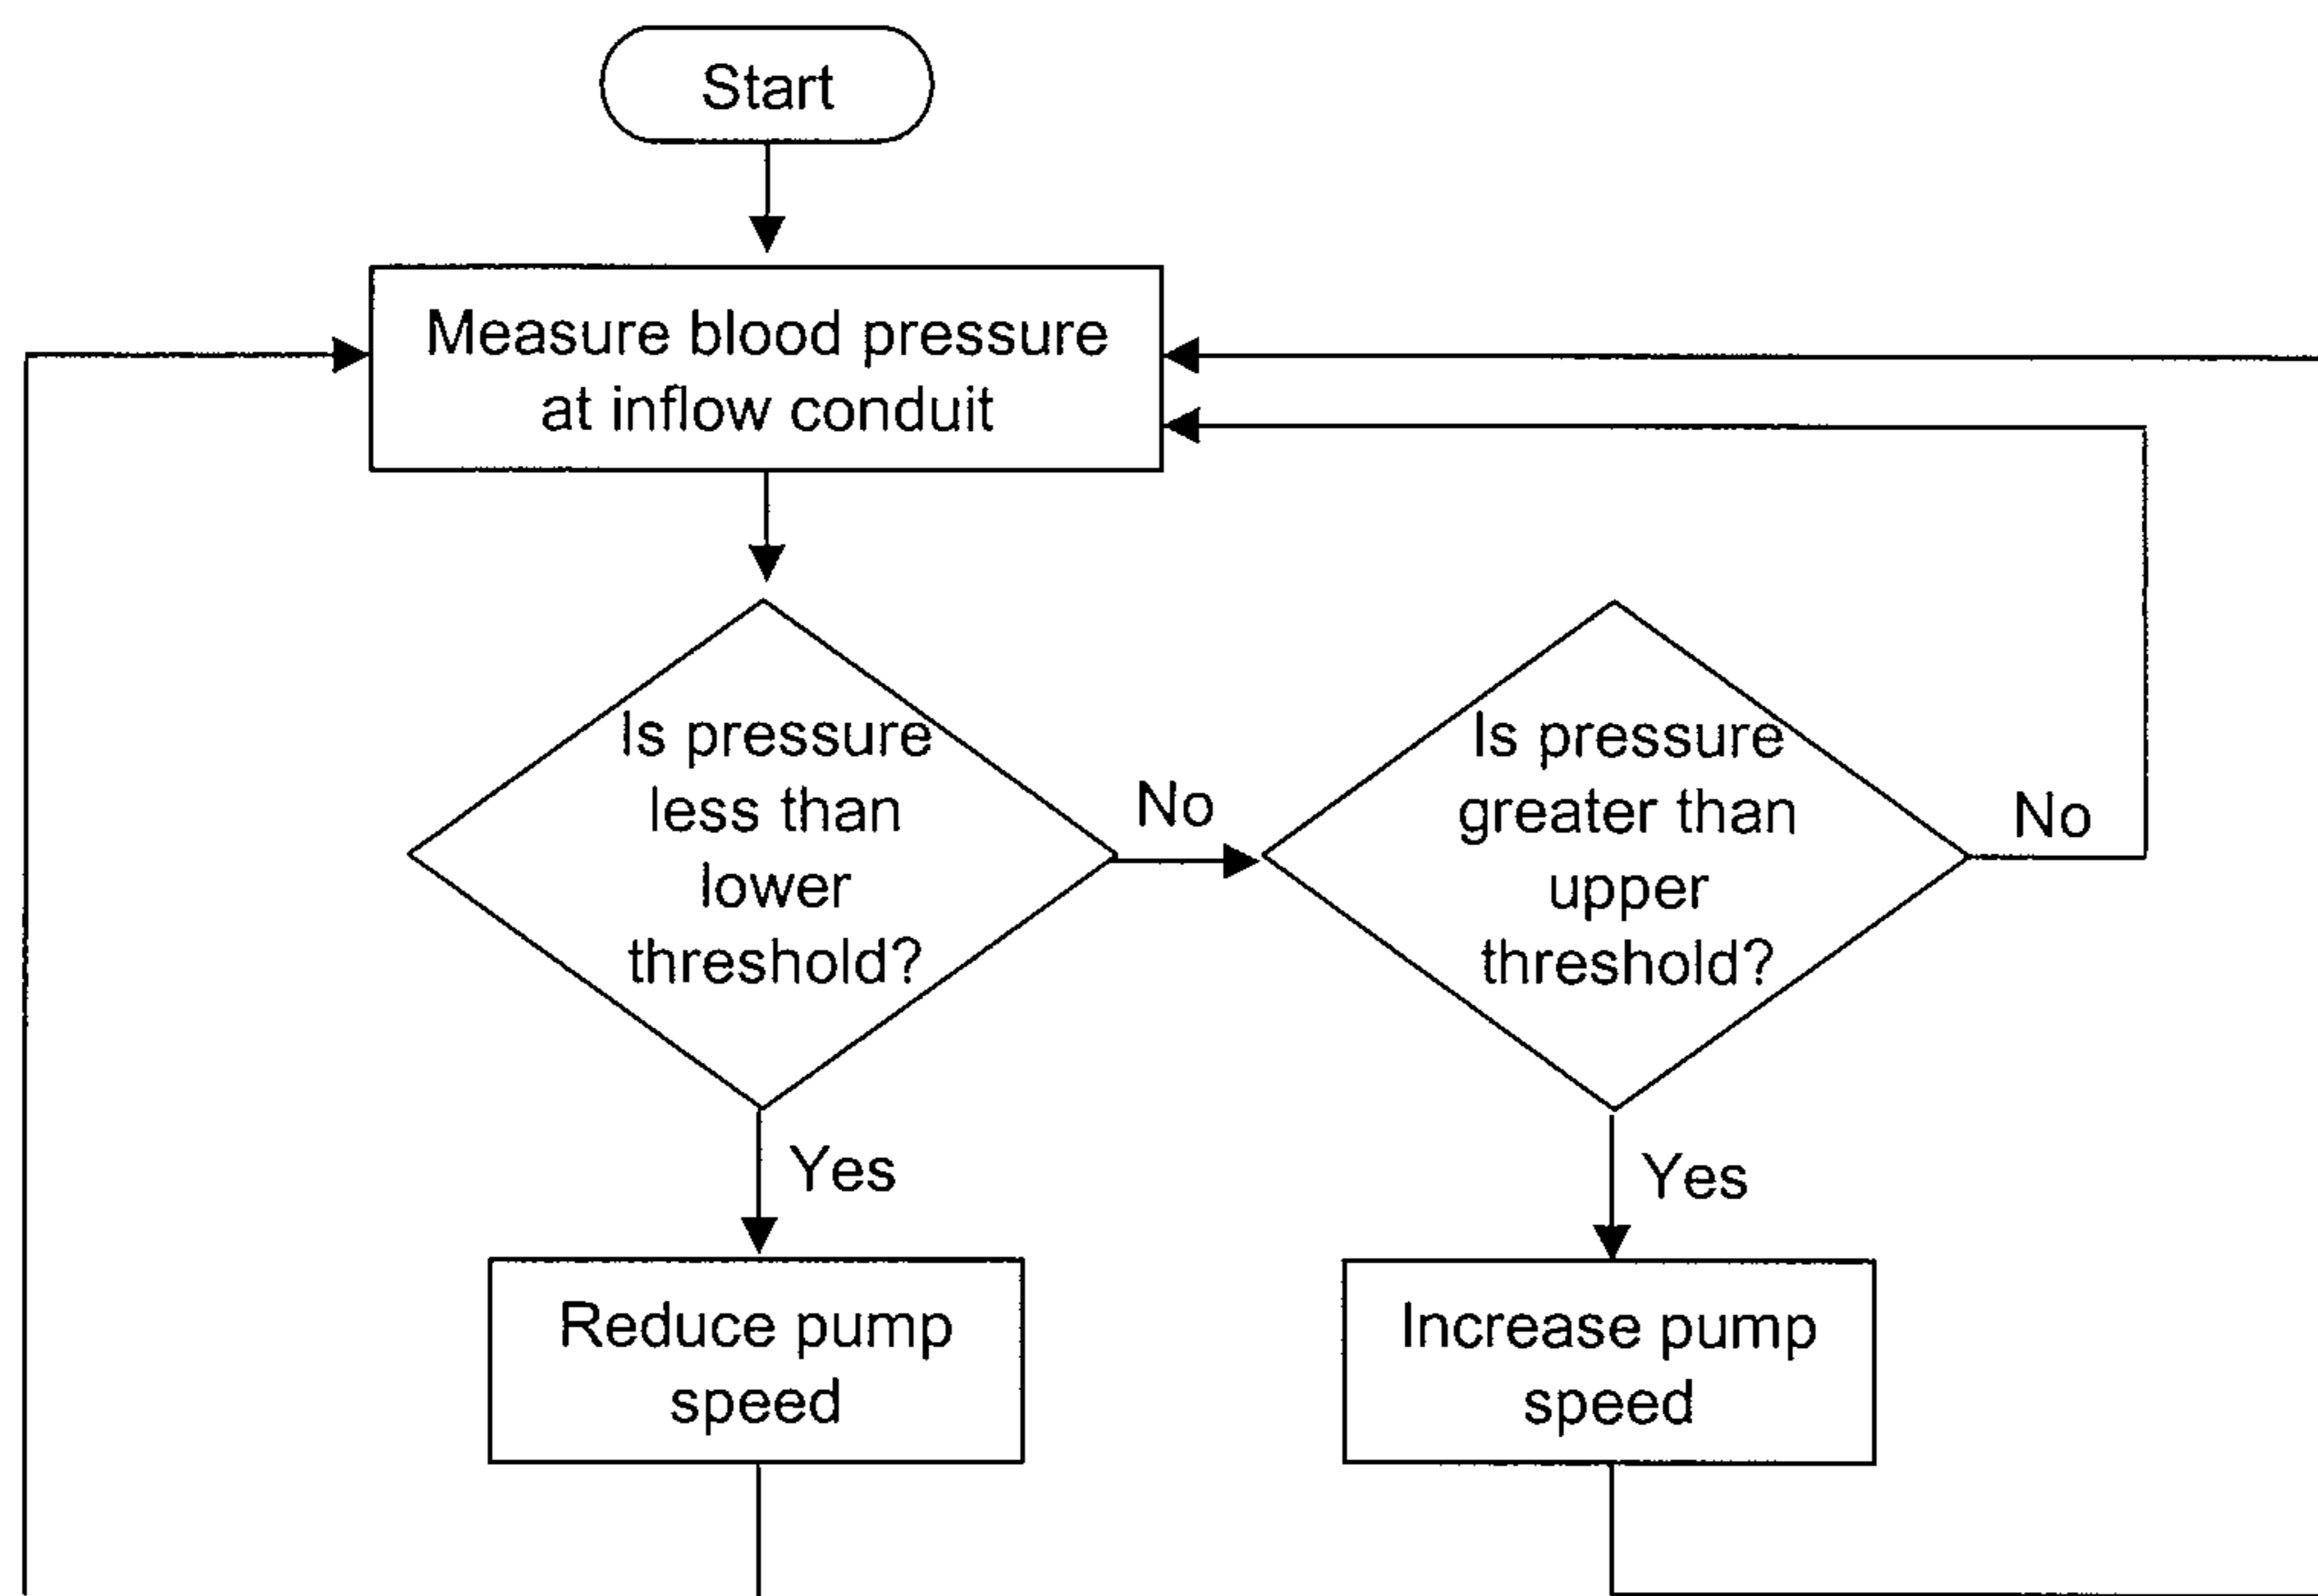 Start
Measure blood pressure
at inflow conduit
Is pressure
less than
lower
threshold?
No
Is pressure
greater than
upper
threshold?
No
Yes
Yes
Reduce pump
speed
Increase pump
speed